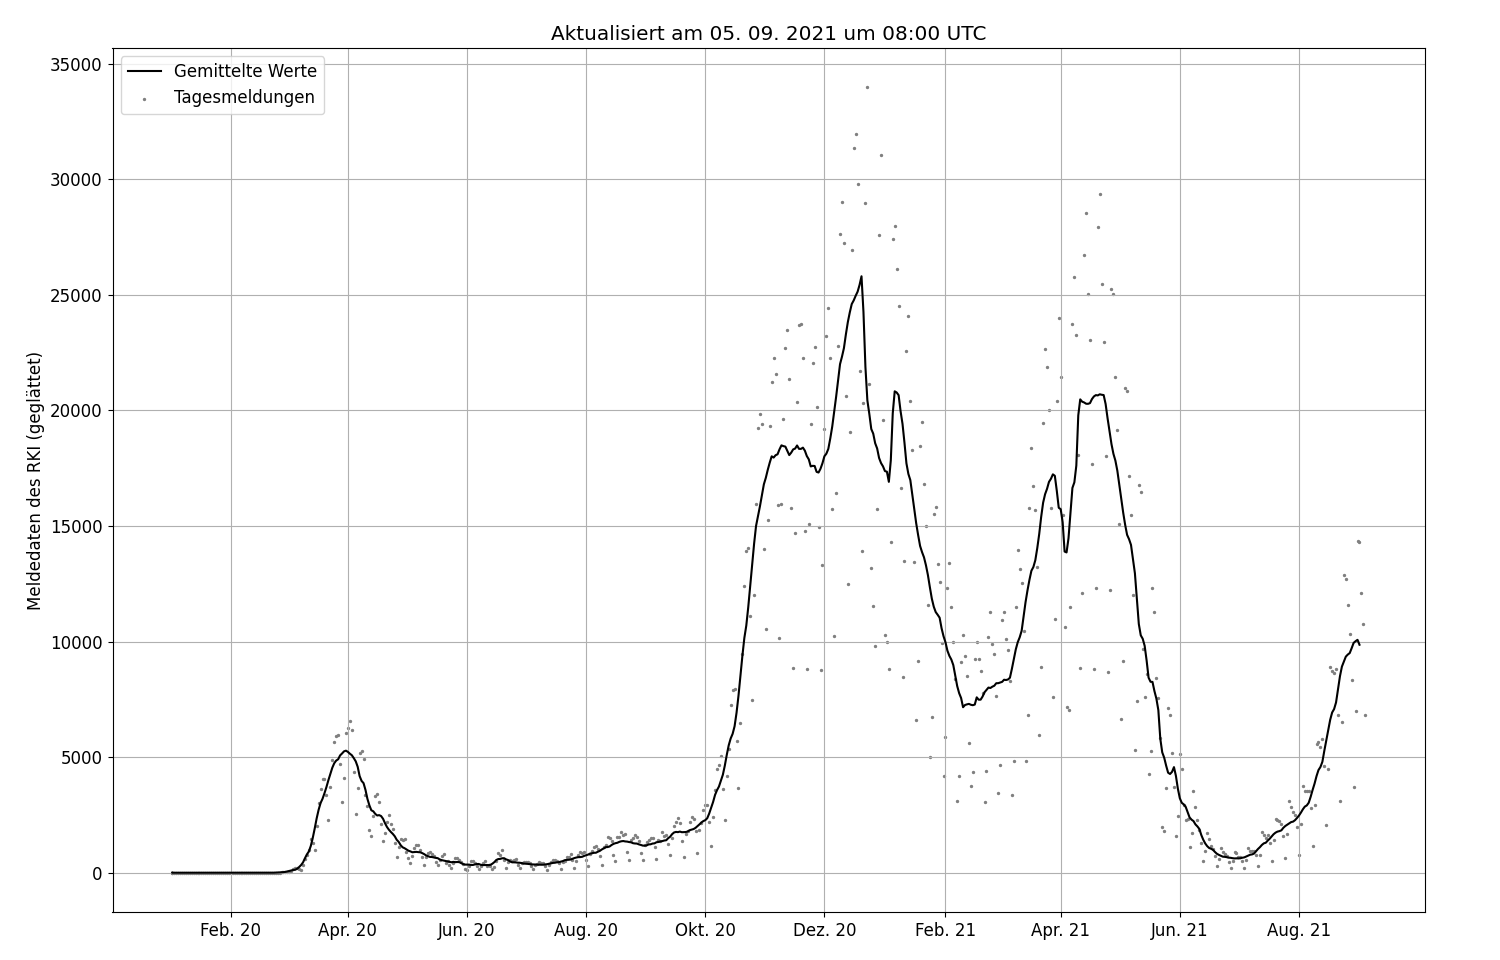 Aktualisiert am 05. 09. 2021 um 08:00 UTC
Gemittelte Werte
Tagesmeldungen
Meldedaten des RKI (geglättet)
35000
30000
25000
20000
15000
10000
5000
0
Feb. 20 Apr. 20 Jun. 20 Aug. 20 Okt. 20 Dez. 20 Feb. 21 Apr. 21 Jun. 21 Aug. 21